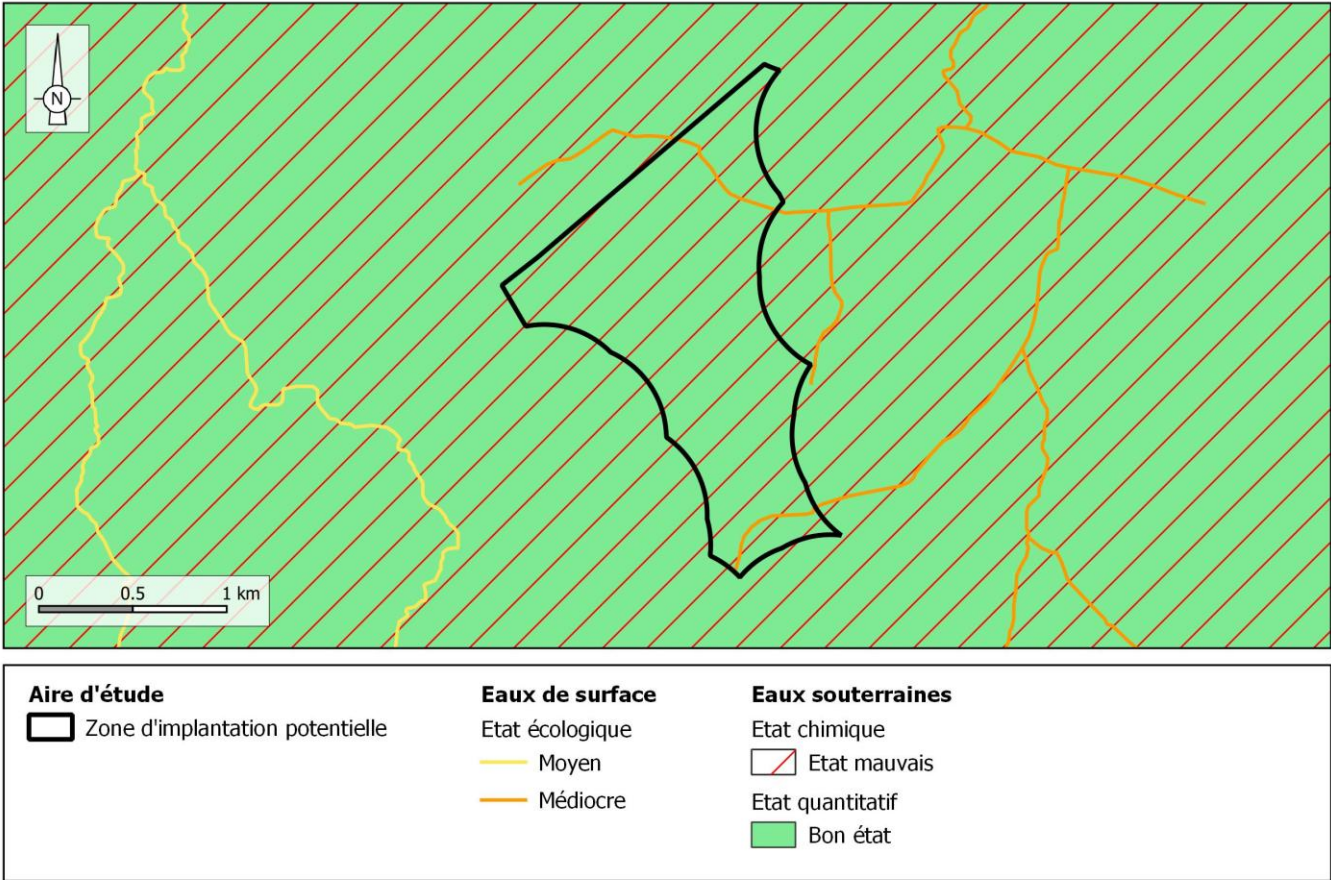 N
0 0.5 1 km
Aire d'étude
Zone d'implantation potentielle
Eaux de surface
Etat écologique
Moyen
Médiocre
Eaux souterraines
Etat chimique
Etat mauvais
Etat quantitatif
Bon état